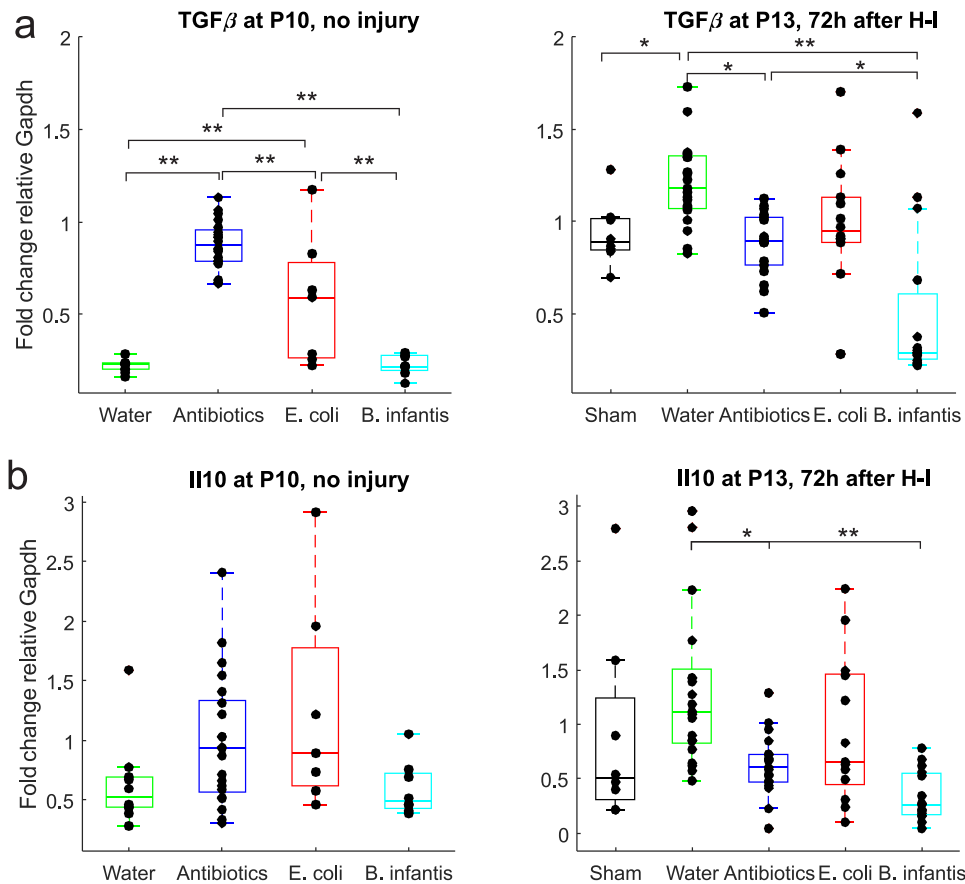 a
TGFβ at P10, no injury
TGFβ at P13, 72h after H-I
Fold change relative Gapdh
2
1.5
1
0.5
**
**
**
**
**
Water Antibiotics E. coli B. infantis
2
1.5
1
0.5
*
**
*
*
Sham Water Antibiotics E. coli B. infantis
b
Il10 at P10, no injury
Il10 at P13, 72h after H-I
Fold change relative Gapdh
3
2.5
2
1.5
1
0.5
Water Antibiotics E. coli B. infantis
3
2.5
2
1.5
1
0.5
0
*
**
Sham Water Antibiotics E. coli B. infantis